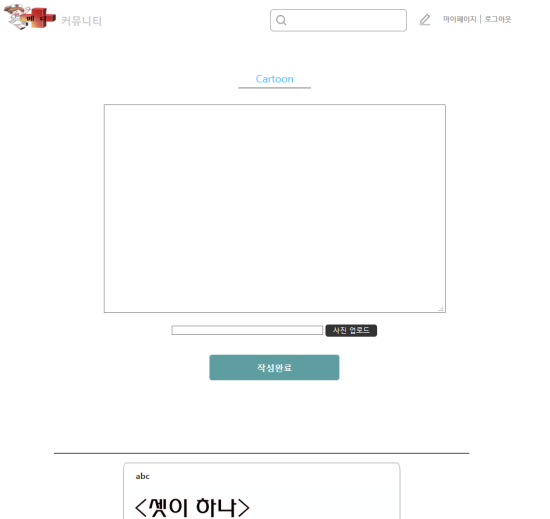 커뮤니티
마이페이지 | 로그아웃
Cartoon
사진 업로드
작성완료
abc
<셋이 하나>